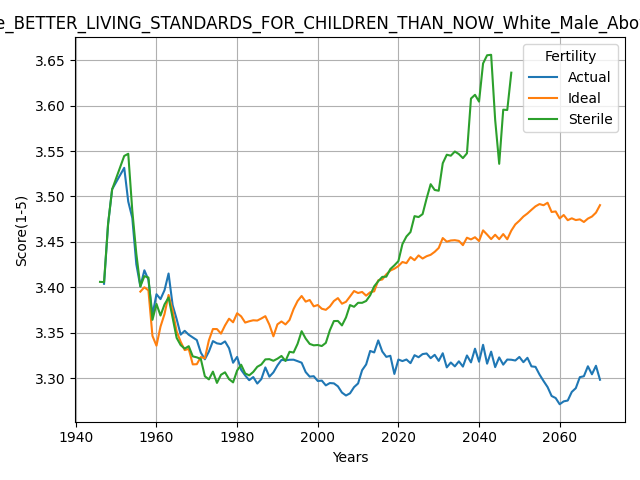 e_BETTER_LIVING_STANDARDS_FOR_CHILDREN_THAN_NOW_White_Male_Abo
3.65
3.60
3.55
3.50
3.45
3.40
3.35
3.30
Score(1-5)
Fertility
Actual
Ideal
Sterile
1940 1960 1980 2000 2020 2040 2060
Years